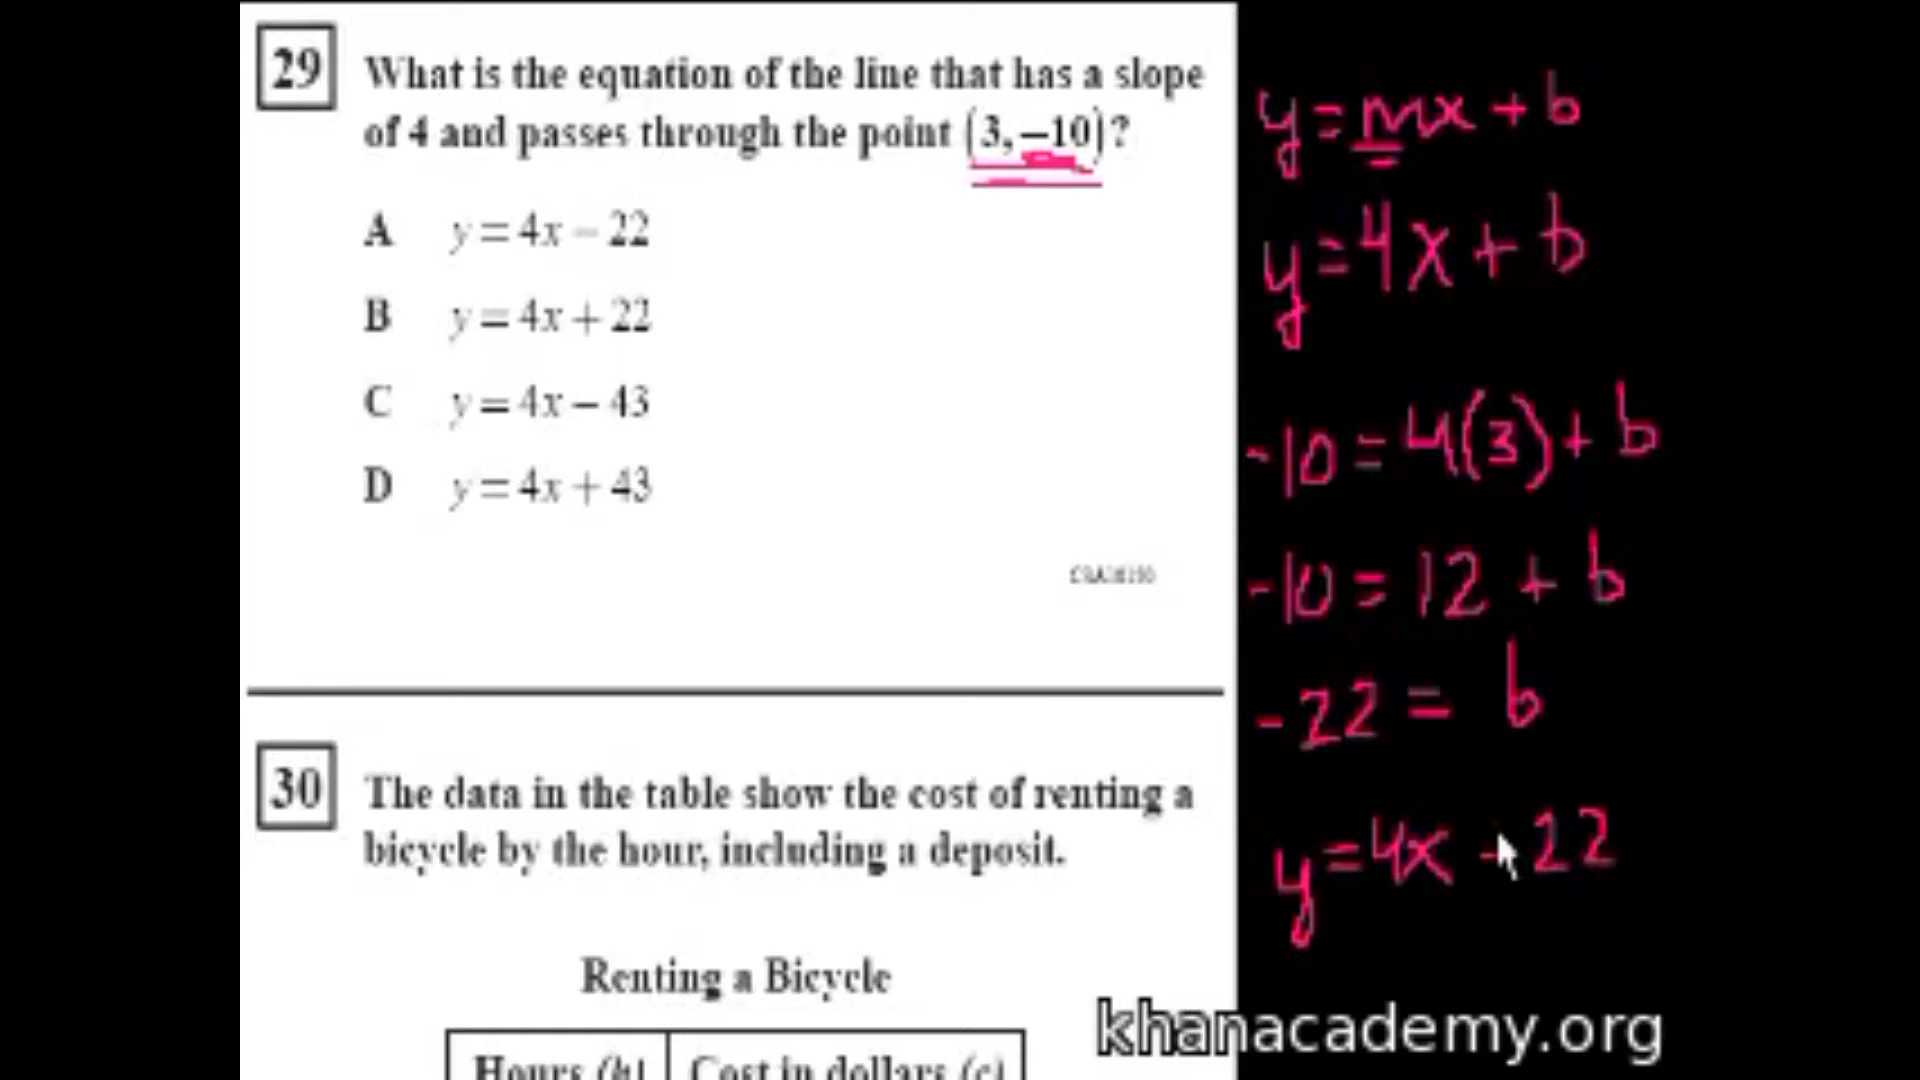 29 What is the equation of the line that has a slope
of 4 and passes through the point (3, −10)?
A y = 4x − 22
B y = 4x + 22
C y = 4x − 43
D y = 4x + 43
30 The data in the table show the cost of renting a
bicycle by the hour, including a deposit.
Renting a Bicycle
Hours (h) Cost in dollars (c)
y = mx + b
y = 4x + b
-10 = 4(3) + b
-10 = 12 + b
-22 = b
y = 4x - 22
khanacademy.org